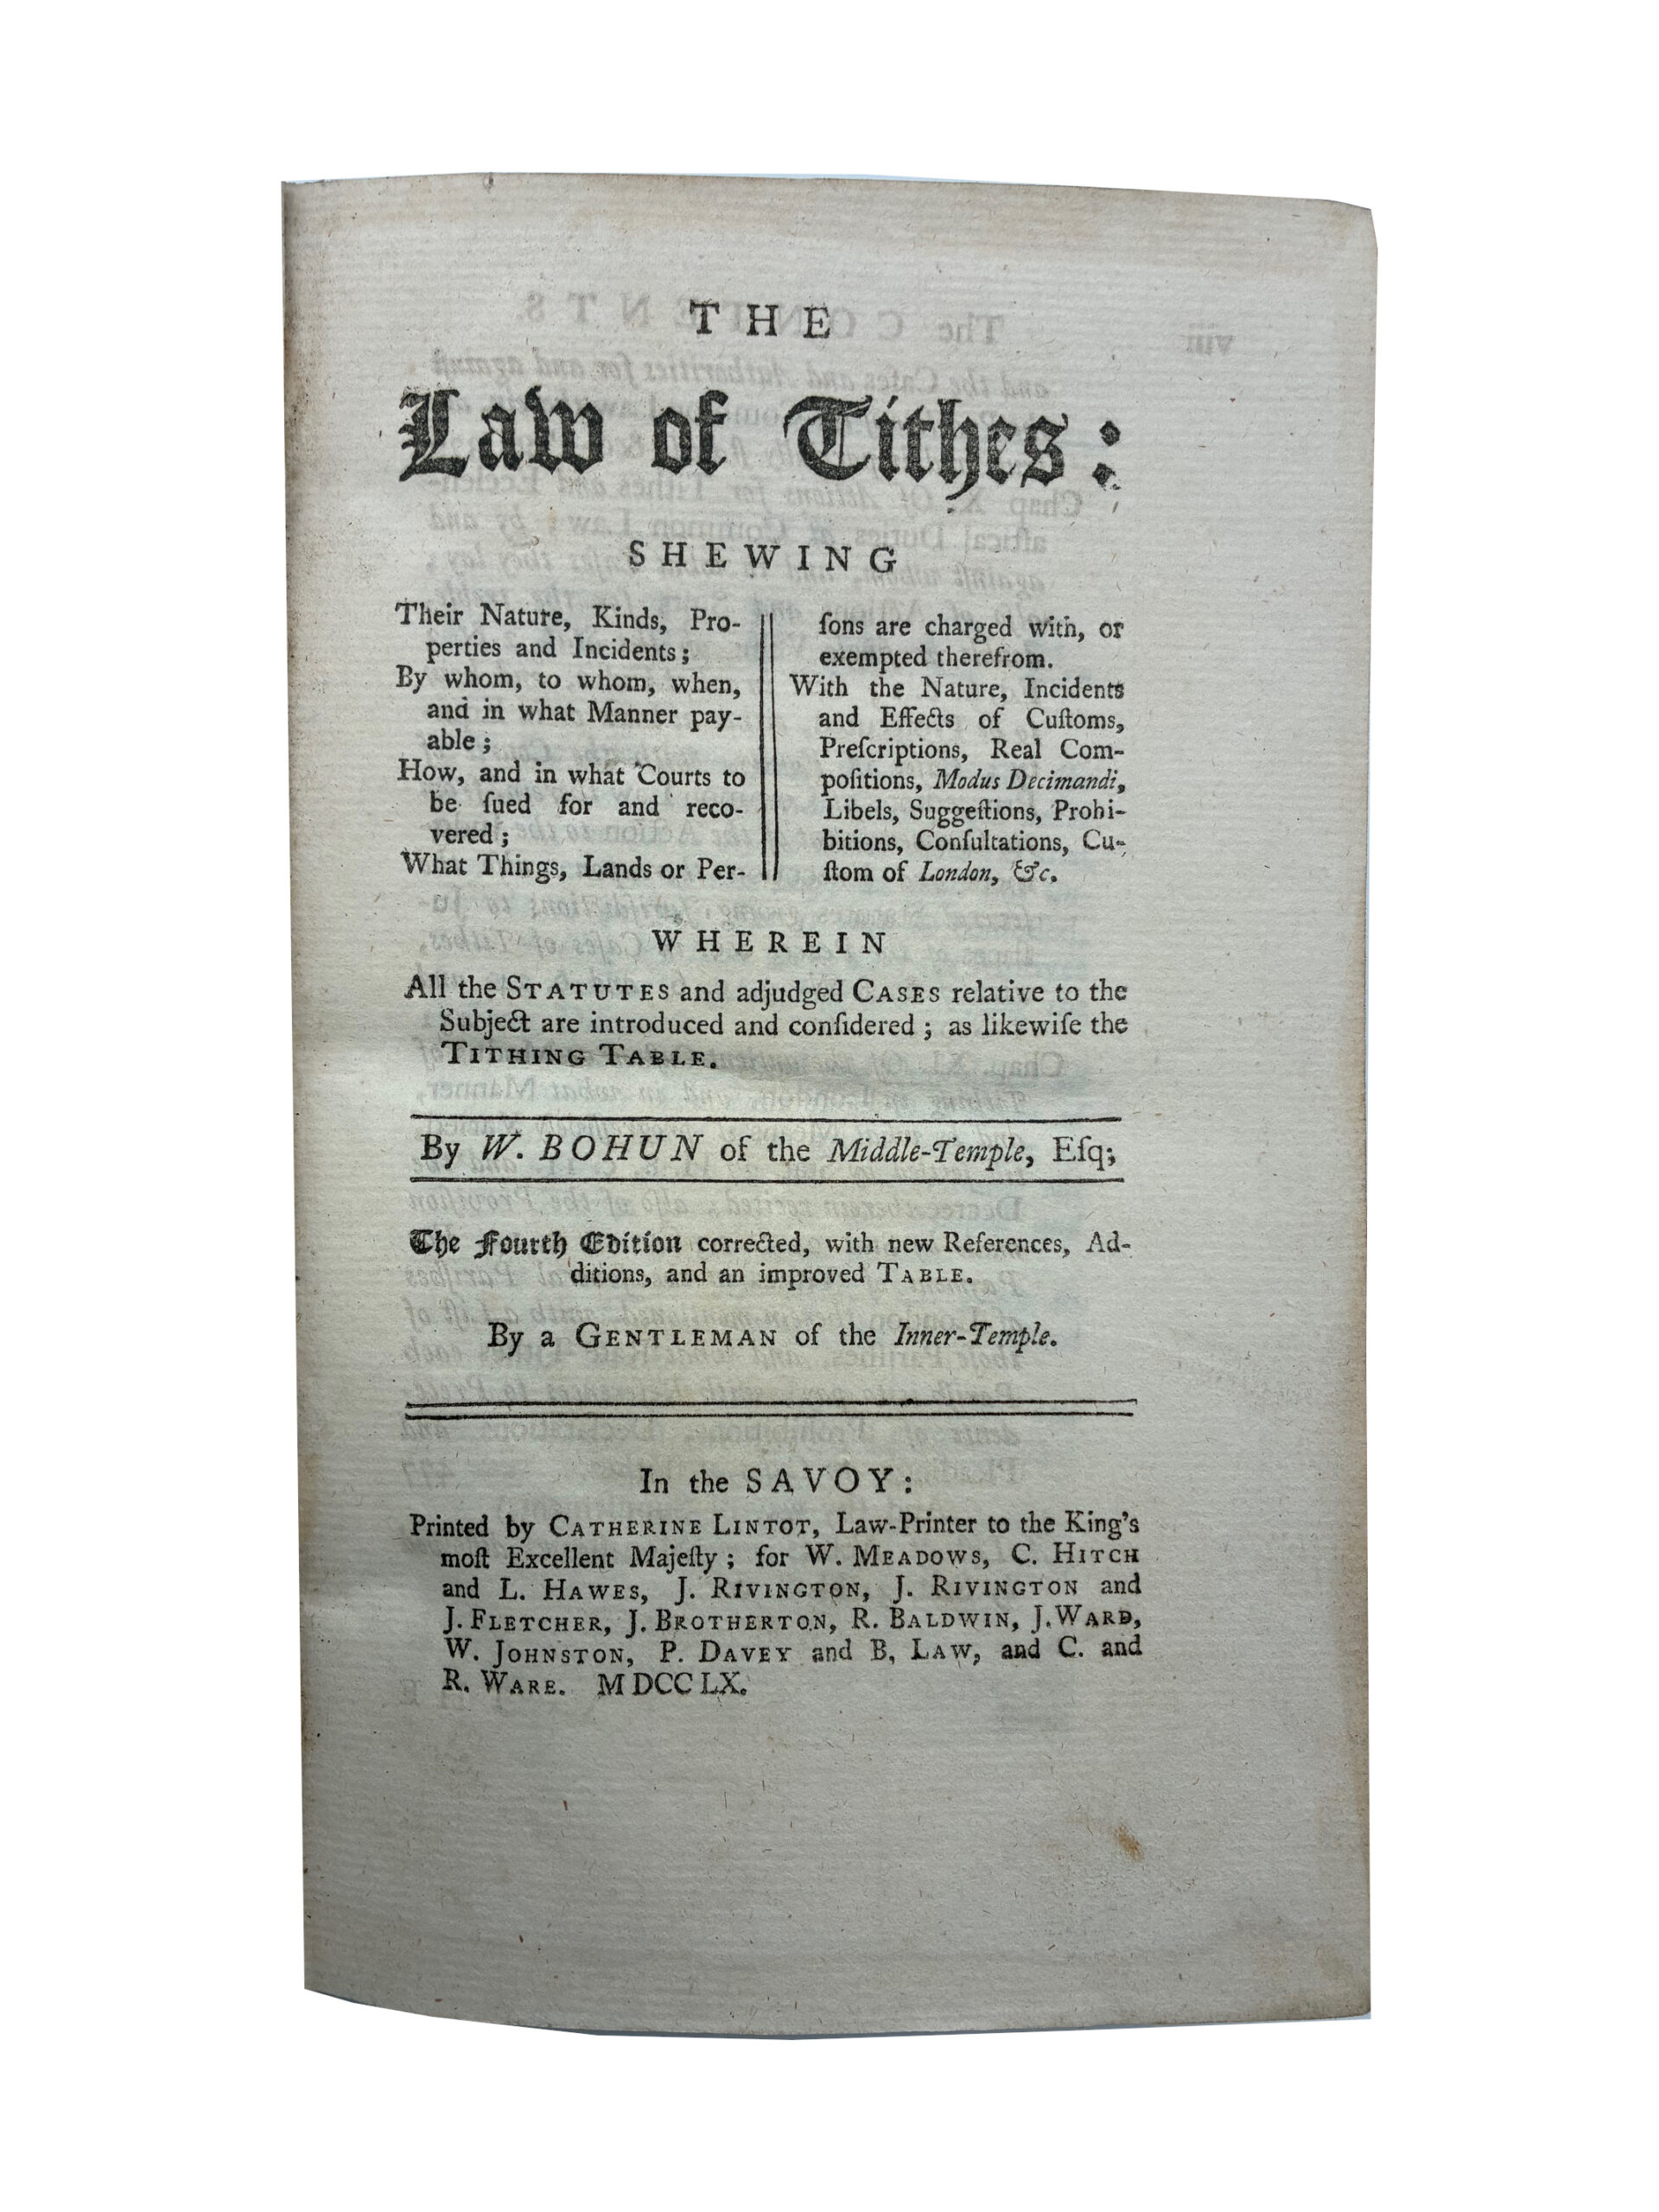 THE
Law of Tithes:
SHEWING
Their Nature, Kinds, Pro-
perties and Incidents;
By whom, to whom, when,
and in what Manner pay-
able;
How, and in what Courts to
be ſued for and reco-
vered;
What Things, Lands or Per-
ſons are charged with, or
exempted therefrom.
With the Nature, Incidents
and Effects of Cuſtoms,
Preſcriptions, Real Com-
poſitions, Modus Decimandi,
Libels, Suggeſtions, Prohi-
bitions, Conſultations, Cu-
ſtom of London, &c.
WHEREIN
All the STATUTES and adjudged CASES relative to the
Subject are introduced and conſidered; as likewiſe the
TITHING TABLE.
By W. BOHUN of the Middle-Temple, Eſq;
The Fourth Edition corrected, with new References, Ad-
ditions, and an improved TABLE.
By a GENTLEMAN of the Inner-Temple.
In the SAVOY:
Printed by CATHERINE LINTOT, Law-Printer to the King's
moſt Excellent Majeſty; for W. MEADOWS, C. HITCH
and L. HAWES, J. RIVINGTON, J. RIVINGTON and
J. FLETCHER, J. BROTHERTON, R. BALDWIN, J. WARD,
W. JOHNSTON, P. DAVEY and B. LAW, and C. and
R. WARE. MDCCLX.